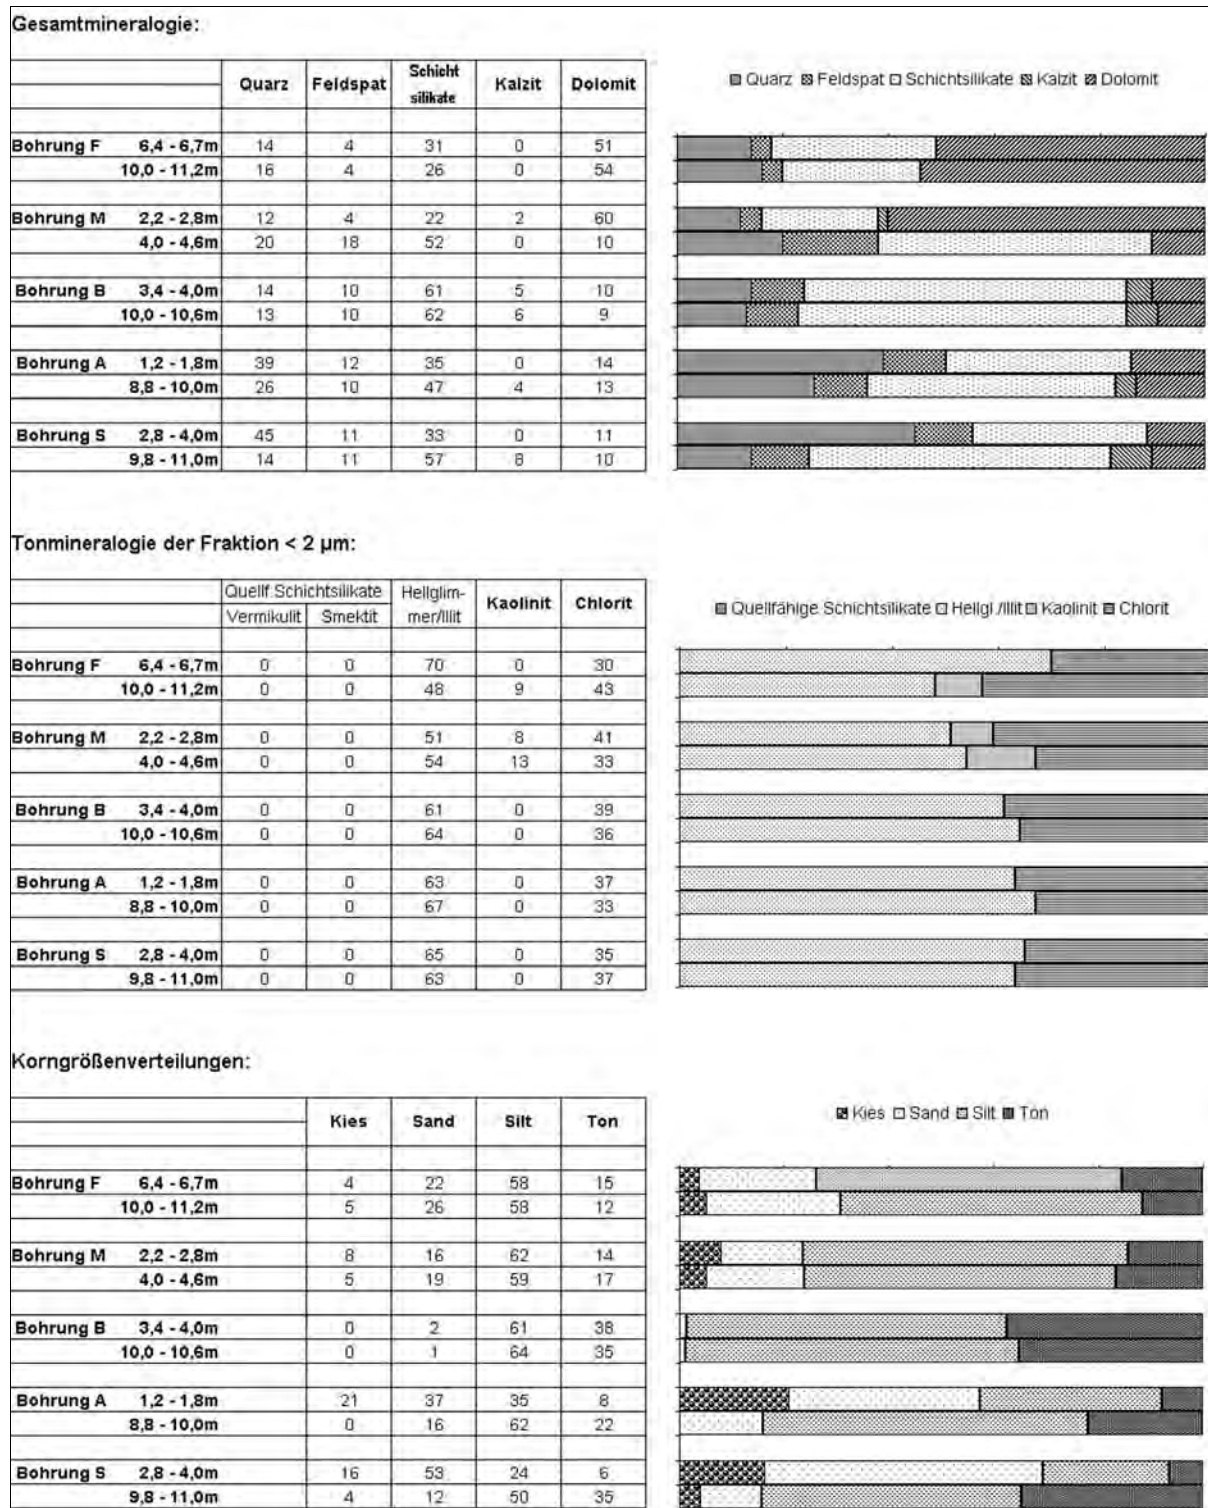 Gesamtmineralogie:
Quarz Feldspat Schicht silikate Kalzit Dolomit
Bohrung F 6,4 - 6,7m 14 4 31 0 51
10,0 - 11,2m 16 4 26 0 54
Bohrung M 2,2 - 2,8m 12 4 22 2 60
4,0 - 4,6m 20 18 52 0 10
Bohrung B 3,4 - 4,0m 14 10 61 5 10
10,0 - 10,6m 13 10 62 6 9
Bohrung A 1,2 - 1,8m 39 12 35 0 14
8,8 - 10,0m 26 10 47 4 13
Bohrung S 2,8 - 4,0m 45 11 33 0 11
9,8 - 11,0m 14 11 57 8 10
Quarz Feldspat Schichtsilikate Kalzit Dolomit
Tonmineralogie der Fraktion < 2 µm:
Quellf.Schichtsilikate Hellglim- Kaolinit Chlorit
Vermikulit Smektit mer/Illit
Bohrung F 6,4 - 6,7m 0 0 70 0 30
10,0 - 11,2m 0 0 48 9 43
Bohrung M 2,2 - 2,8m 0 0 51 8 41
4,0 - 4,6m 0 0 54 13 33
Bohrung B 3,4 - 4,0m 0 0 61 0 39
10,0 - 10,6m 0 0 64 0 36
Bohrung A 1,2 - 1,8m 0 0 63 0 37
8,8 - 10,0m 0 0 67 0 33
Bohrung S 2,8 - 4,0m 0 0 65 0 35
9,8 - 11,0m 0 0 63 0 37
Quellfähige Schichtsilikate Hellgl./Illit Kaolinit Chlorit
Korngrößenverteilungen:
Kies Sand Silt Ton
Bohrung F 6,4 - 6,7m 4 22 58 15
10,0 - 11,2m 5 26 58 12
Bohrung M 2,2 - 2,8m 8 16 62 14
4,0 - 4,6m 5 19 59 17
Bohrung B 3,4 - 4,0m 0 2 61 38
10,0 - 10,6m 0 1 64 35
Bohrung A 1,2 - 1,8m 21 37 35 8
8,8 - 10,0m 0 16 62 22
Bohrung S 2,8 - 4,0m 16 53 24 6
9,8 - 11,0m 4 12 50 35
Kies Sand Silt Ton